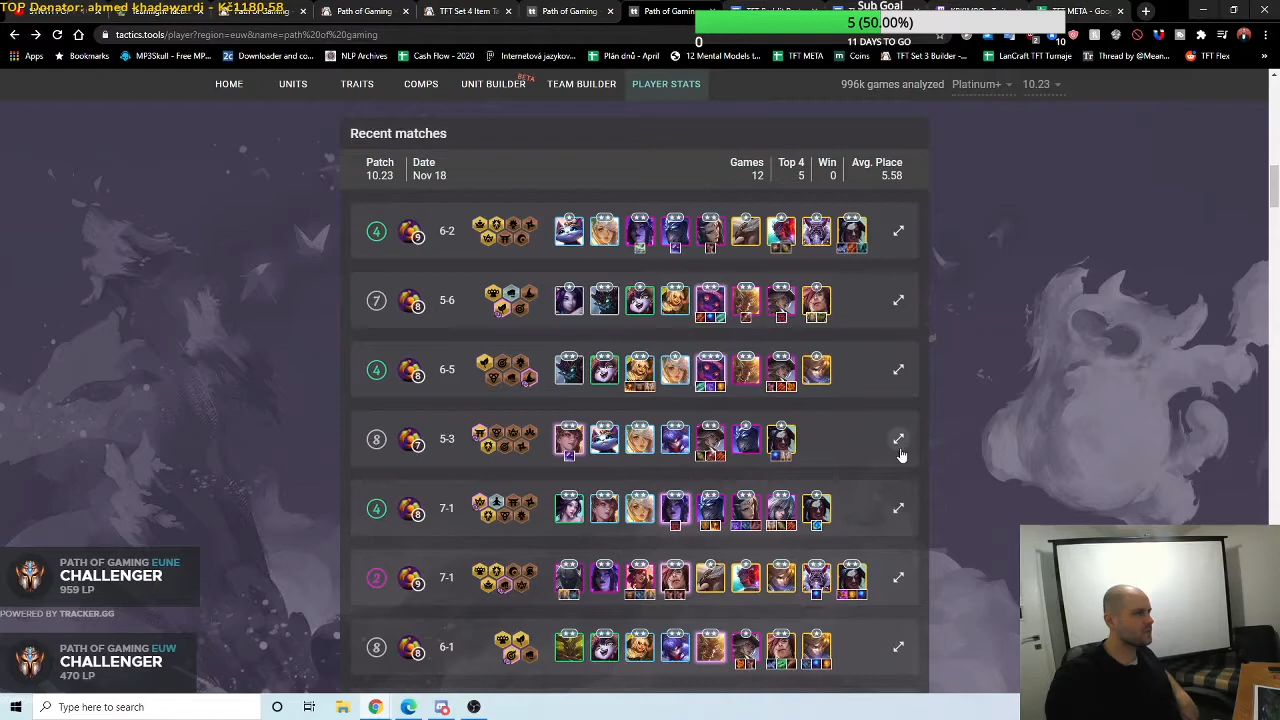 TOP Donator: ahmed khadawardi - Kč1180.58
Sub Goal
5 (50.00%)
0
11 DAYS TO GO
10
Path of Gaming
TFT Set 4 Item T
Path of Gaming
Path of Gaming
TFT META - Goo
tactics.tools/player?region=euw&name=path%20of%20gaming
Apps
Bookmarks
MP3Skull | Free Mu...
NLP Archives
Cash Flow - 2020
Internetová jajovat...
Plán dnů - April
12 Mental Models t...
TFT META
Coins
TFT Set 3 Builder -...
LanCraft TFT Turnaje
Thread by @Mean...
TFT Flex
HOME
UNITS
TRAITS
COMPS
UNIT BUILDER BETA
TEAM BUILDER
PLAYER STATS
996k games analyzed
Platinum+
10.23
Recent matches
Patch
10.23
Date
Nov 18
Games
12
Top 4
5
Win
0
Avg. Place
5.58
4 9 6-2
7 8 5-6
4 8 6-5
8 7 5-3
4 8 7-1
2 9 7-1
8 8 6-1
PATH OF GAMING EUNE
CHALLENGER
959 LP
POWERED BY TRACKER.GG
PATH OF GAMING EUW
CHALLENGER
470 LP
Type here to search